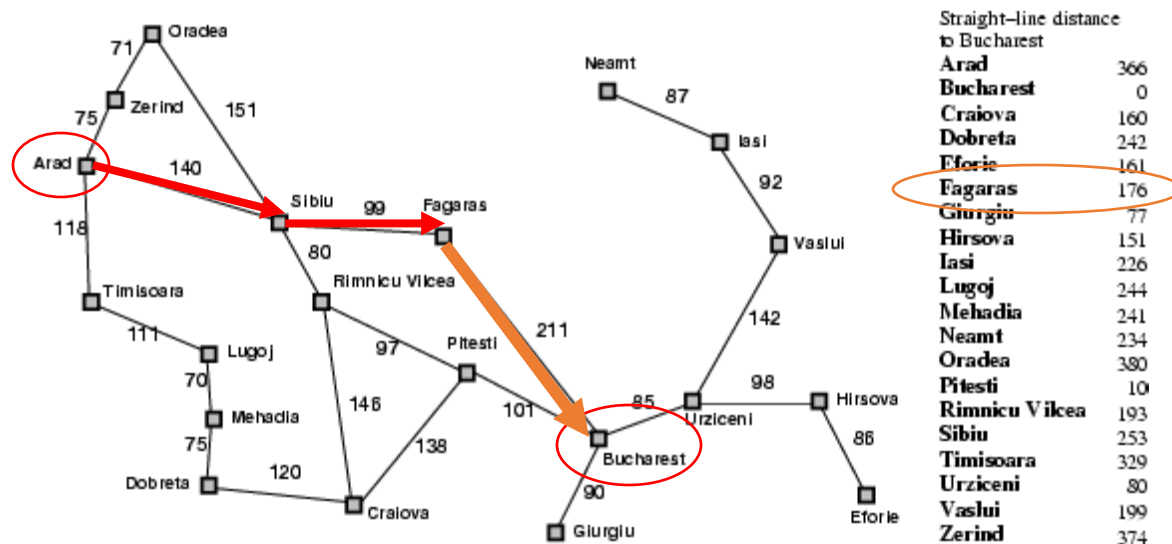 Oradea
71
Neamt
87
Zerind
151
75
Iasi
Arad
140
92
Sibiu
99
Fagaras
118
80
Vaslui
Rimnicu Vilcea
Timisoara
142
111
211
Lugoj
97
Pitesti
70
98
Hirsova
146
101
85
Urziceni
Mehadia
86
75
138
Bucharest
120
90
Dobreta
Craiova
Eforie
Giurgiu
Straight-line distance
to Bucharest
Arad 366
Bucharest 0
Craiova 160
Dobreta 242
Eforie 161
Fagaras 176
Giurgiu 77
Hirsova 151
Iasi 226
Lugoj 244
Mehadia 241
Neamt 234
Oradea 380
Pitesti 10
Rimnicu Vilcea 193
Sibiu 253
Timisoara 329
Urziceni 80
Vaslui 199
Zerind 374